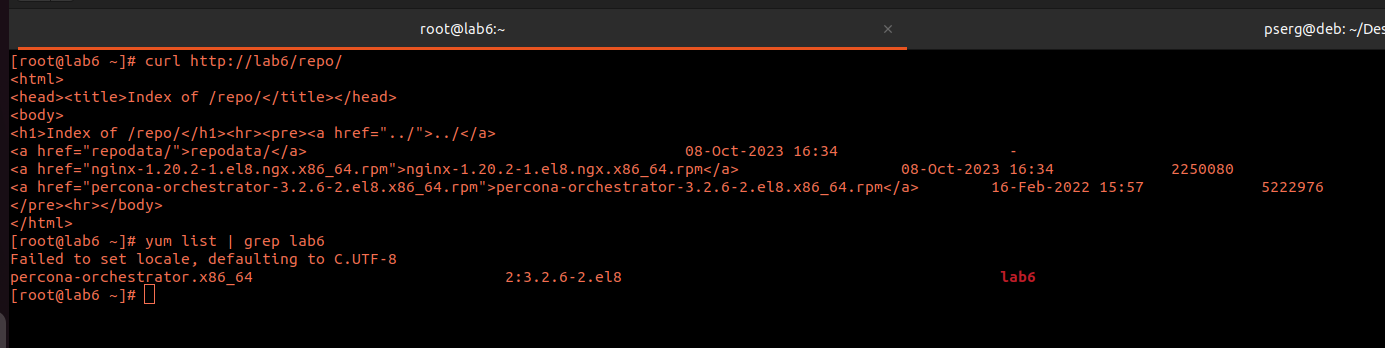 root@lab6:~ × pserg@deb: ~/Des
[root@lab6 ~]# curl http://lab6/repo/
<html>
<head><title>Index of /repo/</title></head>
<body>
<h1>Index of /repo/</h1><hr><pre><a href="../">../</a>
<a href="repodata/">repodata/</a> 08-Oct-2023 16:34 -
<a href="nginx-1.20.2-1.el8.ngx.x86_64.rpm">nginx-1.20.2-1.el8.ngx.x86_64.rpm</a> 08-Oct-2023 16:34 2250080
<a href="percona-orchestrator-3.2.6-2.el8.x86_64.rpm">percona-orchestrator-3.2.6-2.el8.x86_64.rpm</a> 16-Feb-2022 15:57 5222976
</pre><hr></body>
</html>
[root@lab6 ~]# yum list | grep lab6
Failed to set locale, defaulting to C.UTF-8
percona-orchestrator.x86_64 2:3.2.6-2.el8 lab6
[root@lab6 ~]#